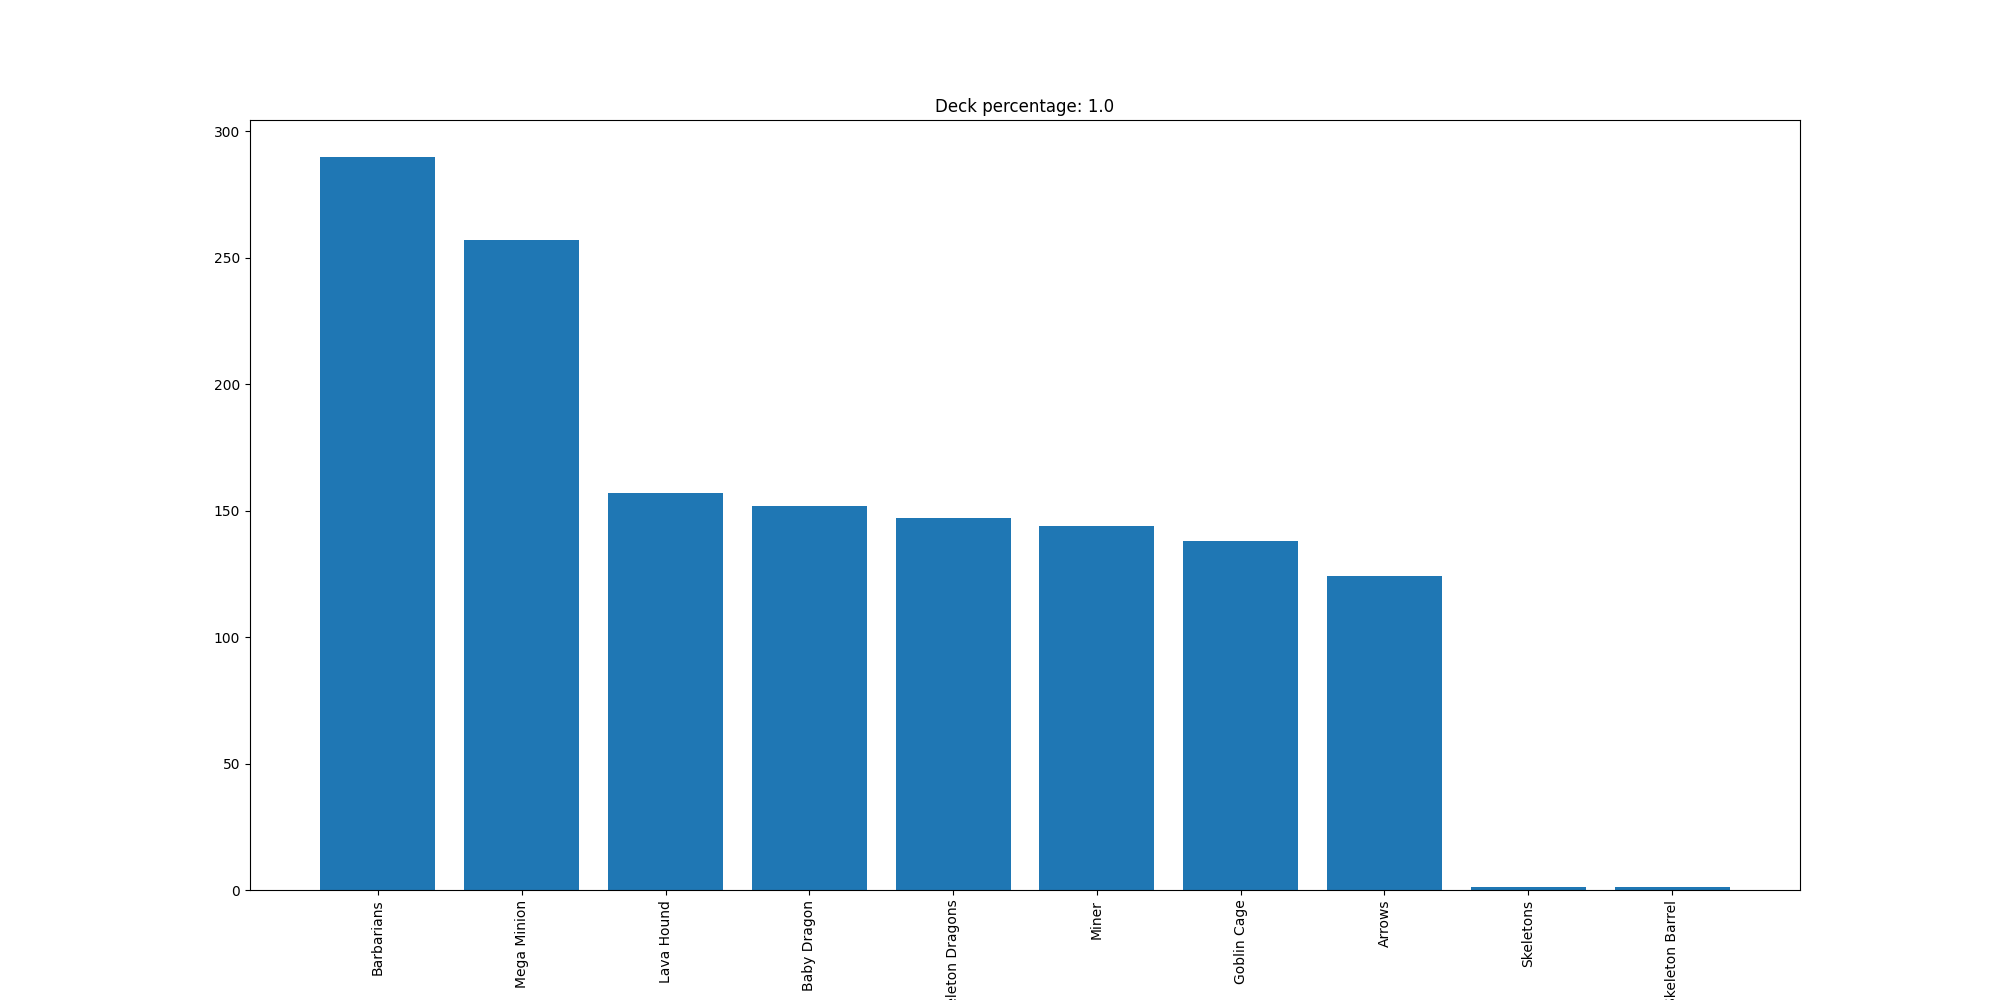 Deck percentage: 1.0
300
250
200
150
100
50
0
Barbarians
Mega Minion
Lava Hound
Baby Dragon
leton Dragons
Miner
Goblin Cage
Arrows
Skeletons
keleton Barrel